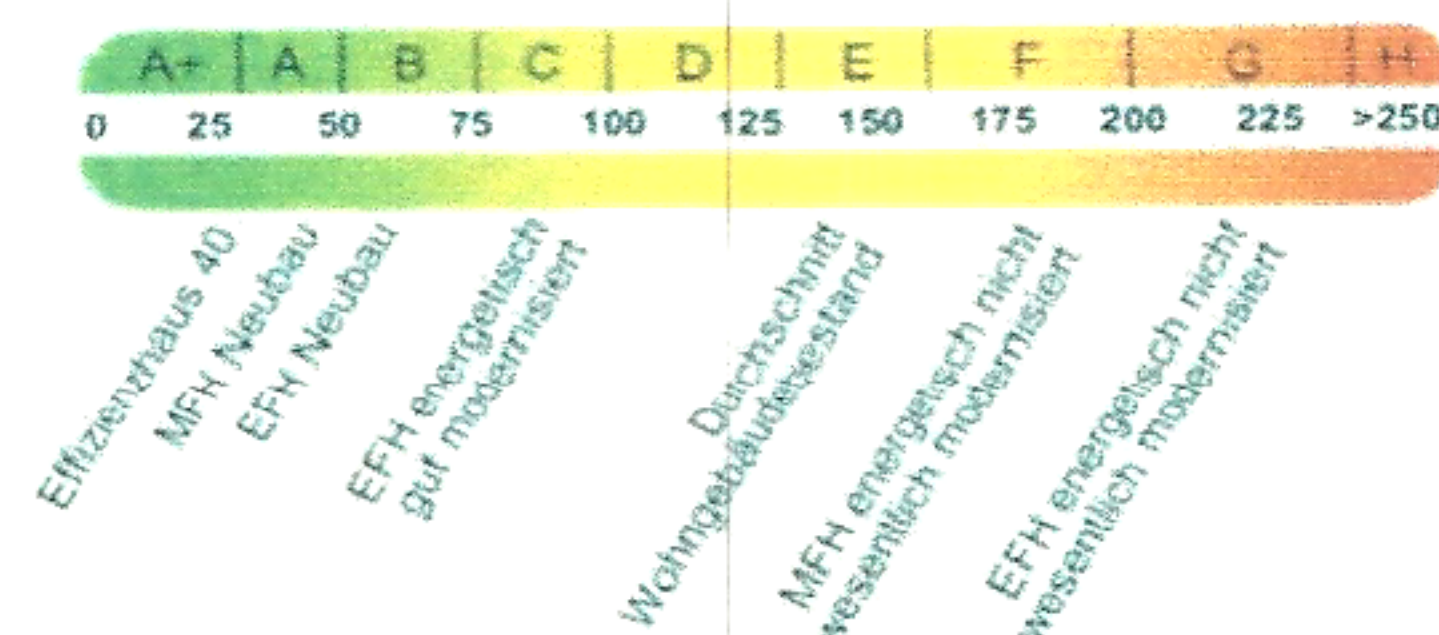 A+ | A | B | C | D | E | F | G | H
0 25 50 75 100 125 150 175 200 225 >250
Effizienzhaus 40
MFH Neubau
EFH Neubau
EFH energetisch
gut modernisiert
Durchschnitt
Wohngebäudebestand
MFH energetisch nicht
wesentlich modernisiert
EFH energetisch nicht
wesentlich modernisiert